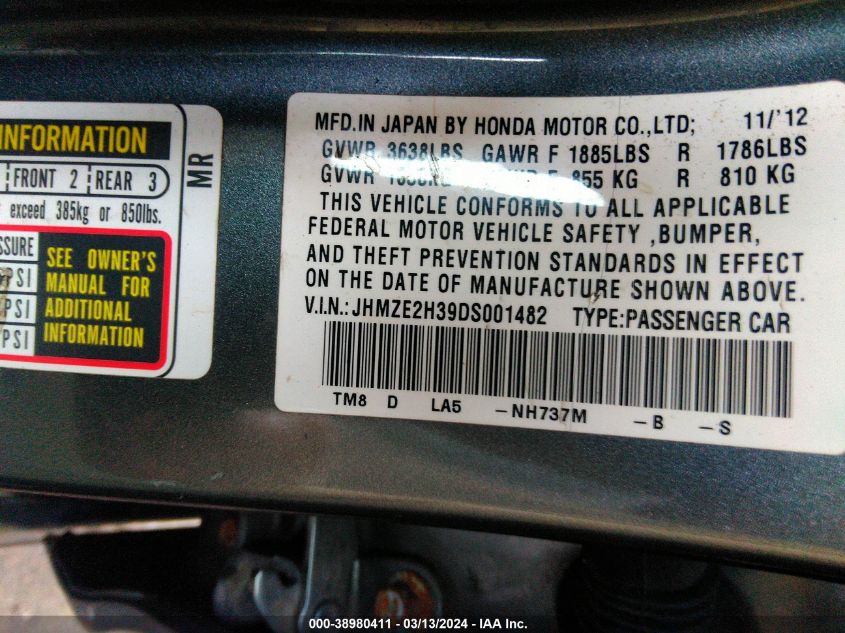 INFORMATION
FRONT 2 REAR 3
exceed 385kg or 850lbs.
SSURE
PSI
PSI
PSI
SEE OWNER'S
MANUAL FOR
ADDITIONAL
INFORMATION
MR
MFD.IN JAPAN BY HONDA MOTOR CO.,LTD; 11/'12
GVWR 3638LBS GAWR F 1885LBS R 1786LBS
GVWR F 855 KG R 810 KG
THIS VEHICLE CONFORMS TO ALL APPLICABLE
FEDERAL MOTOR VEHICLE SAFETY ,BUMPER,
AND THEFT PREVENTION STANDARDS IN EFFECT
ON THE DATE OF MANUFACTURE SHOWN ABOVE.
V.I.N.:JHMZE2H39DS001482 TYPE:PASSENGER CAR
TM8 D LA5 -NH737M -B -S
000-38980411 - 03/13/2024 - IAA Inc.